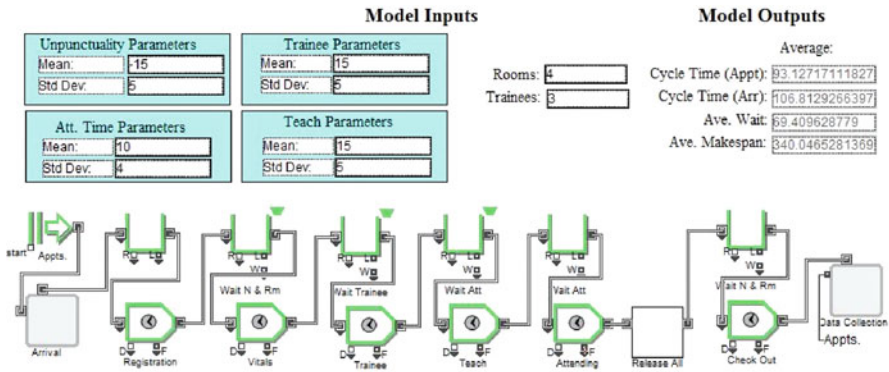 Model Inputs
Model Outputs
Unpunctuality Parameters
Mean: -15
Std Dev: 5
Trainee Parameters
Mean: 15
Std Dev: 5
Att. Time Parameters
Mean: 10
Std Dev: 4
Teach Parameters
Mean: 15
Std Dev: 5
Rooms: 4
Trainees: 3
Average:
Cycle Time (Appt): 93.12717111827
Cycle Time (Arr): 106.8129266397
Ave. Wait: 69.409628779
Ave. Makespan: 340.0465281369
start Appts.
R L R L R L R L R L R L
W W W W W
Wait N & Rm Wait Trainee Wait Att Wait Att Wait N & Rm
Arrival
D F D F D F D F D F D F
Registration Vitals Trainee Teach Attending Release All Check Out
Data Collection
Appts.